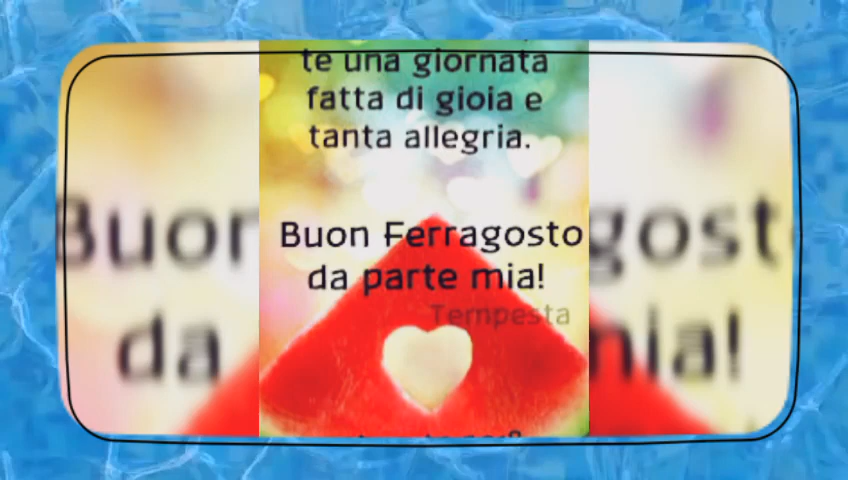 te una giornata
fatta di gioia e
tanta allegria.
Buon Ferragosto
da parte mia!
Tempesta